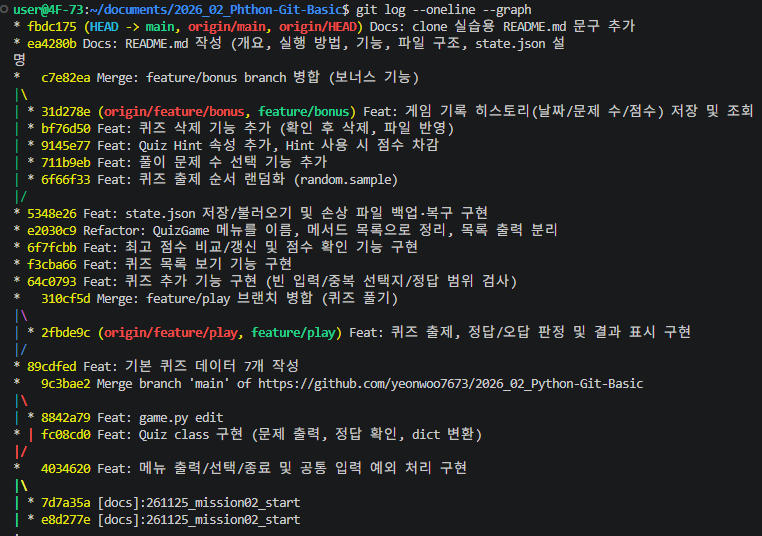 user@4F-73:~/documents/2026_02_Phthon-Git-Basic$ git log --oneline --graph
* fbdc175 (HEAD -> main, origin/main, origin/HEAD) Docs: clone 실습용 README.md 문구 추가
* ea4280b Docs: README.md 작성 (개요, 실행 방법, 기능, 파일 구조, state.json 설
명
*   c7e82ea Merge: feature/bonus branch 병합 (보너스 기능)
|\
| * 31d278e (origin/feature/bonus, feature/bonus) Feat: 게임 기록 히스토리(날짜/문제 수/점수) 저장 및 조회
| * bf76d50 Feat: 퀴즈 삭제 기능 추가 (확인 후 삭제, 파일 반영)
| * 9145e77 Feat: Quiz Hint 속성 추가, Hint 사용 시 점수 차감
| * 711b9eb Feat: 풀이 문제 수 선택 기능 추가
| * 6f66f33 Feat: 퀴즈 출제 순서 랜덤화 (random.sample)
|/
* 5348e26 Feat: state.json 저장/불러오기 및 손상 파일 백업·복구 구현
* e2030c9 Refactor: QuizGame 메뉴를 이름, 메서드 목록으로 정리, 목록 출력 분리
* 6f7fcbb Feat: 최고 점수 비교/갱신 및 점수 확인 기능 구현
* f3cba66 Feat: 퀴즈 목록 보기 기능 구현
* 64c0793 Feat: 퀴즈 추가 기능 구현 (빈 입력/중복 선택지/정답 범위 검사)
*   310cf5d Merge: feature/play 브랜치 병합 (퀴즈 풀기)
|\
| * 2fbde9c (origin/feature/play, feature/play) Feat: 퀴즈 출제, 정답/오답 판정 및 결과 표시 구현
|/
* 89cdfed Feat: 기본 퀴즈 데이터 7개 작성
*   9c3bae2 Merge branch 'main' of https://github.com/yeonwoo7673/2026_02_Python-Git-Basic
|\
| * 8842a79 Feat: game.py edit
* | fc08cd0 Feat: Quiz class 구현 (문제 출력, 정답 확인, dict 변환)
|/
*   4034620 Feat: 메뉴 출력/선택/종료 및 공통 입력 예외 처리 구현
|\
| * 7d7a35a [docs]:261125_mission02_start
| * e8d277e [docs]:261125_mission02_start